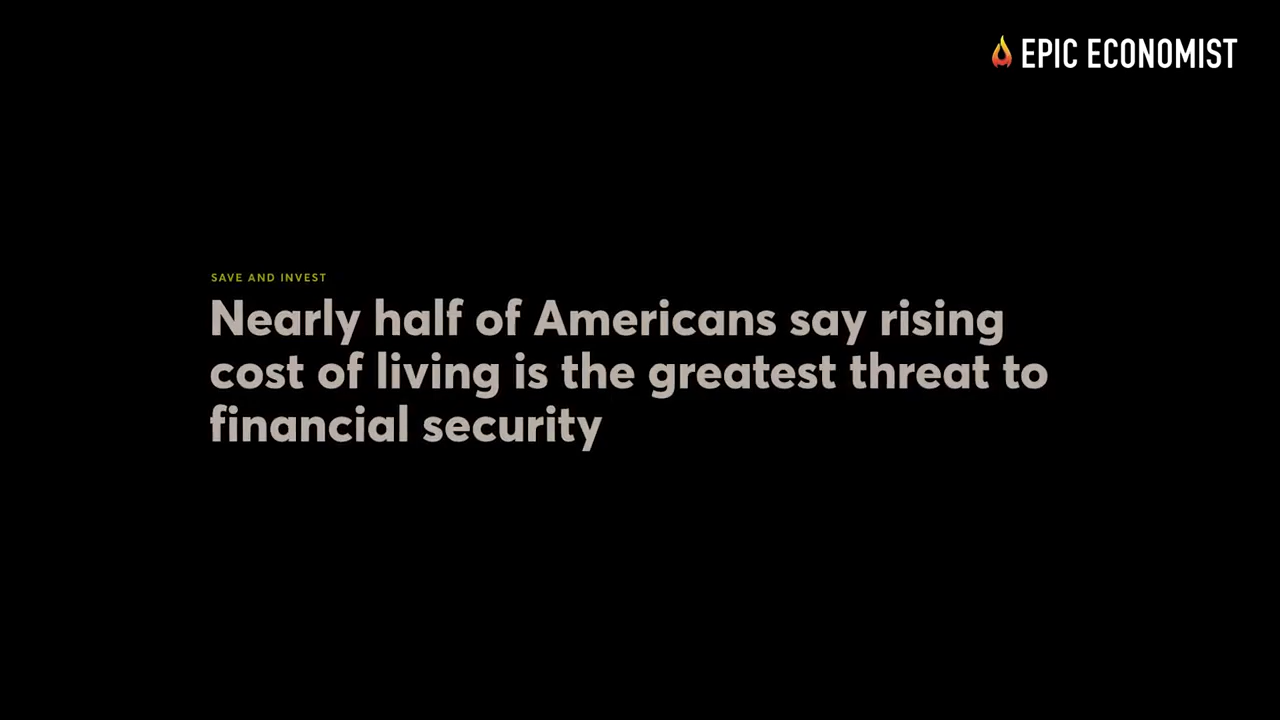 EPIC ECONOMIST
SAVE AND INVEST
Nearly half of Americans say rising
cost of living is the greatest threat to
financial security